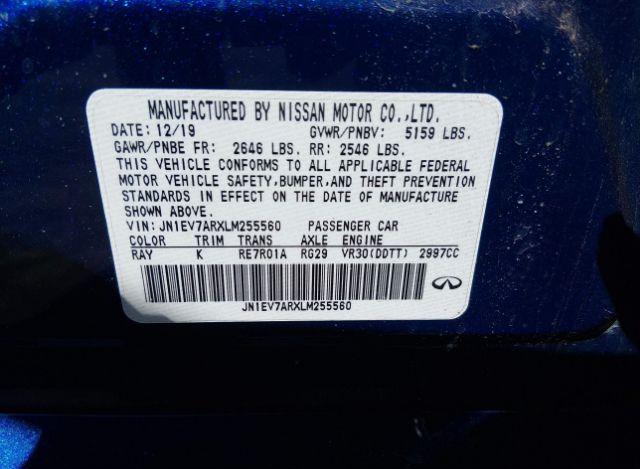 MANUFACTURED BY NISSAN MOTOR CO.,LTD.
DATE: 12/19 GVWR/PNBV: 5159 LBS.
GAWR/PNBE FR: 2646 LBS. RR: 2546 LBS.
THIS VEHICLE CONFORMS TO ALL APPLICABLE FEDERAL
MOTOR VEHICLE SAFETY,BUMPER,AND THEFT PREVENTION
STANDARDS IN EFFECT ON THE DATE OF MANUFACTURE
SHOWN ABOVE.
VIN: JN1EV7ARXLM255560 PASSENGER CAR
COLOR TRIM TRANS AXLE ENGINE
RAY K RE7R01A RG29 VR30(DDTT) 2997CC
JN1EV7ARXLM255560